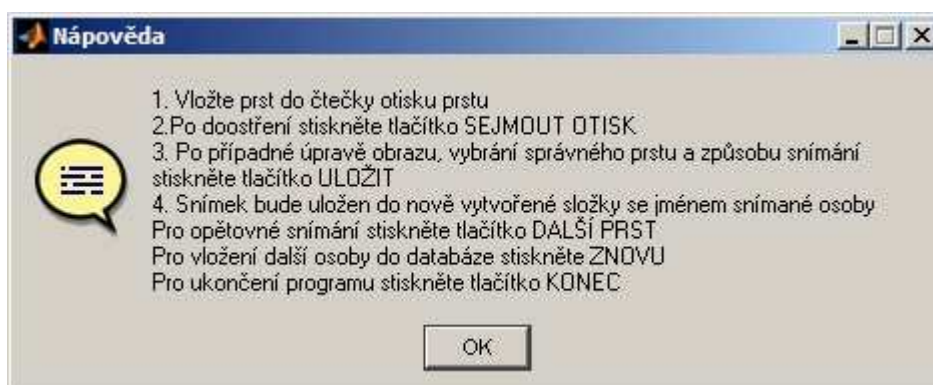 Nápověda
1. Vložte prst do čtečky otisku prstu
2.Po doostření stiskněte tlačítko SEJMOUT OTISK
3. Po případné úpravě obrazu, vybrání správného prstu a způsobu snímání
stiskněte tlačítko ULOŽIT
4. Snímek bude uložen do nově vytvořené složky se jménem snímané osoby
Pro opětovné snímání stiskněte tlačítko DALŠÍ PRST
Pro vložení další osoby do databáze stiskněte ZNOVU
Pro ukončení programu stiskněte tlačítko KONEC
OK